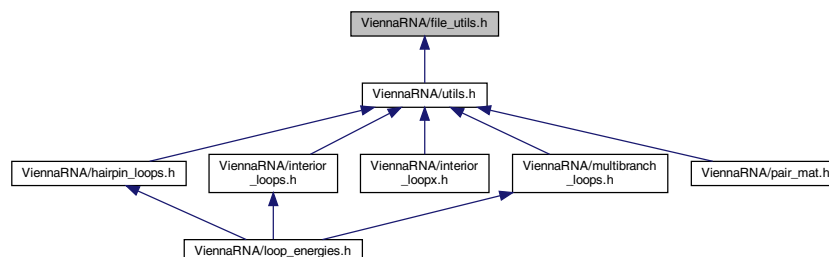 ViennaRNA/file_utils.h
ViennaRNA/utils.h
ViennaRNA/hairpin_loops.h
ViennaRNA/interior
_loops.h
ViennaRNA/interior
_loopx.h
ViennaRNA/multibranch
_loops.h
ViennaRNA/pair_mat.h
ViennaRNA/loop_energies.h